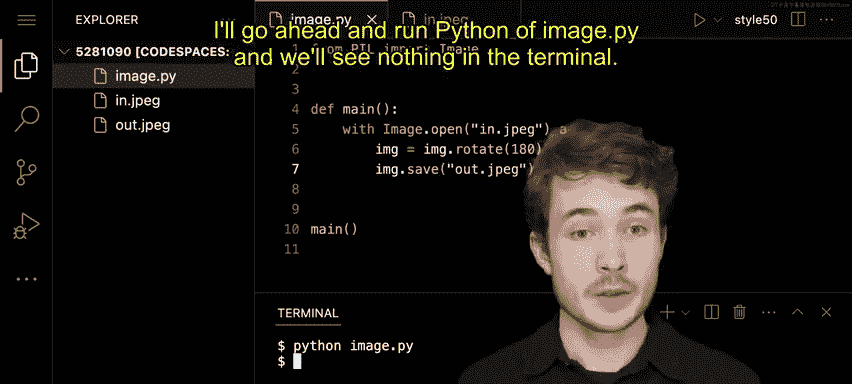 I'll go ahead and run Python of image.py
and we'll see nothing in the terminal.
EXPLORER
image.py
in.jpeg
style50
5281090 [CODESPACES:
image.py
in.jpeg
out.jpeg
1
2
3
4 def main():
5 with Image.open("in.jpeg") a
6 img = img.rotate(180)
7 img.save("out.jpeg")
8
9
10 main()
11
TERMINAL
$ python image.py
$